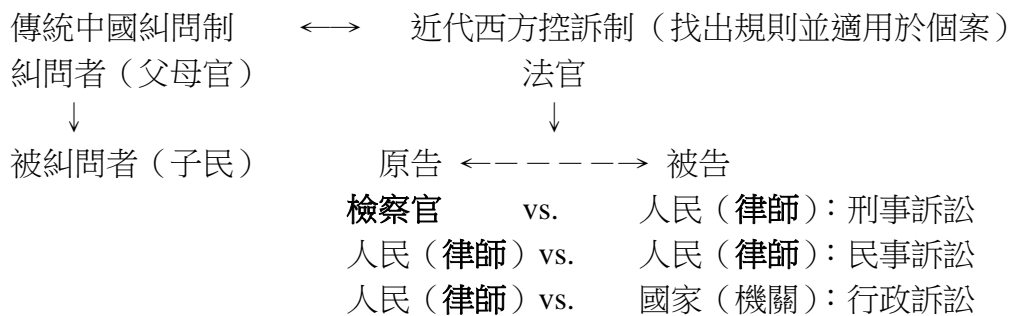 傳統中國糾問制 ←→ 近代西方控訴制（找出規則並適用於個案）
糾問者（父母官） 法官
↓ ↓
被糾問者（子民） 原告 ←－－－－－→ 被告
檢察官 vs. 人民（律師）：刑事訴訟
人民（律師）vs. 人民（律師）：民事訴訟
人民（律師）vs. 國家（機關）：行政訴訟